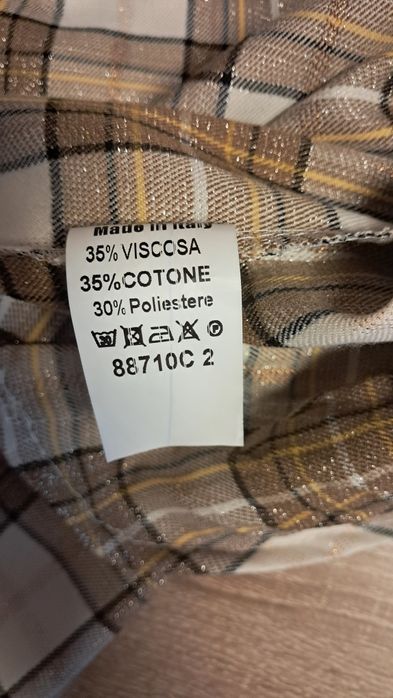 Made in Italy
35% VISCOSA
35%COTONE
30% Poliestere
88710C 2